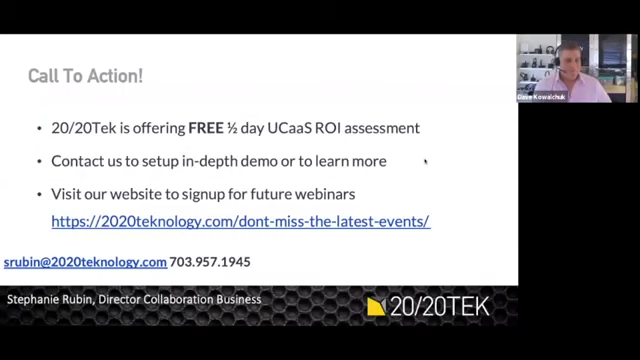 Call To Action!
• 20/20Tek is offering FREE ½ day UCaaS ROI assessment
• Contact us to setup in-depth demo or to learn more
• Visit our website to signup for future webinars
https://2020teknology.com/dont-miss-the-latest-events/
srubin@2020teknology.com 703.957.1945
Stephanie Rubin, Director Collaboration Business
20/20TEK
Dave Kowalchuk